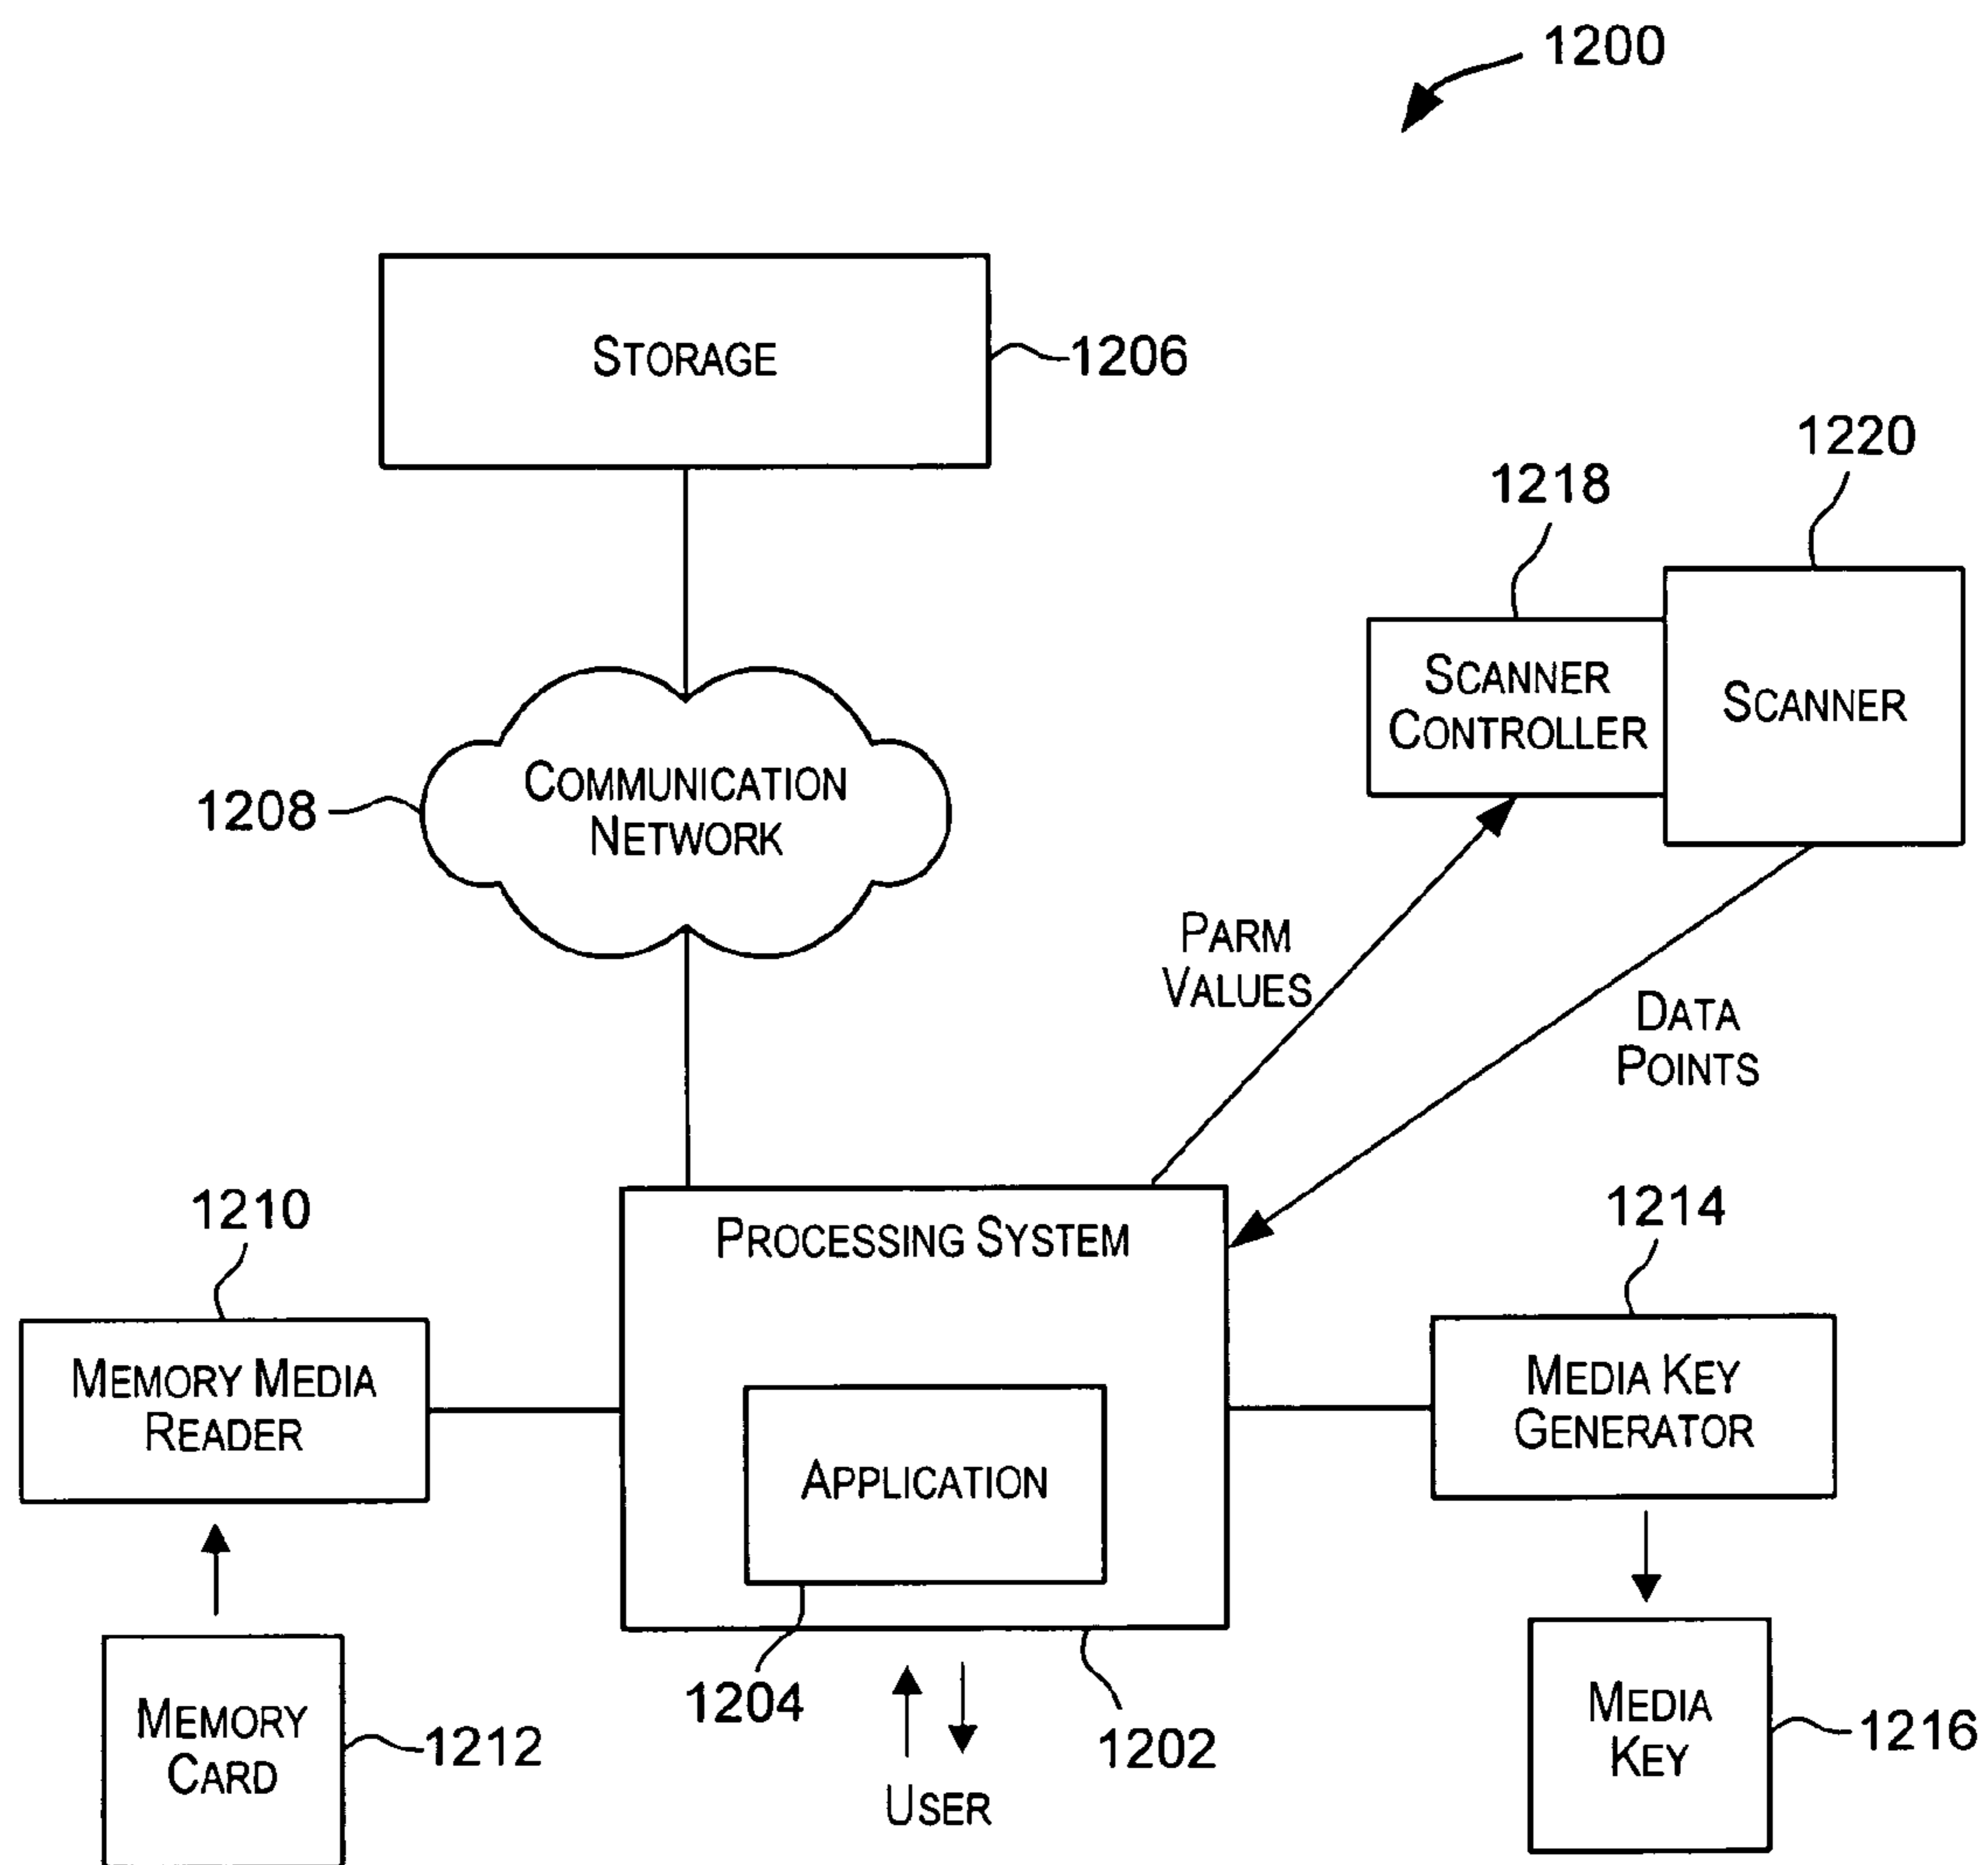 1200
STORAGE
1206
1220
1218
SCANNER
CONTROLLER
SCANNER
COMMUNICATION
NETWORK
1208
PARM
VALUES
DATA
POINTS
1210
1214
PROCESSING SYSTEM
MEMORY MEDIA
READER
MEDIA KEY
GENERATOR
APPLICATION
1204
1202
MEMORY
CARD
1212
USER
MEDIA
KEY
1216